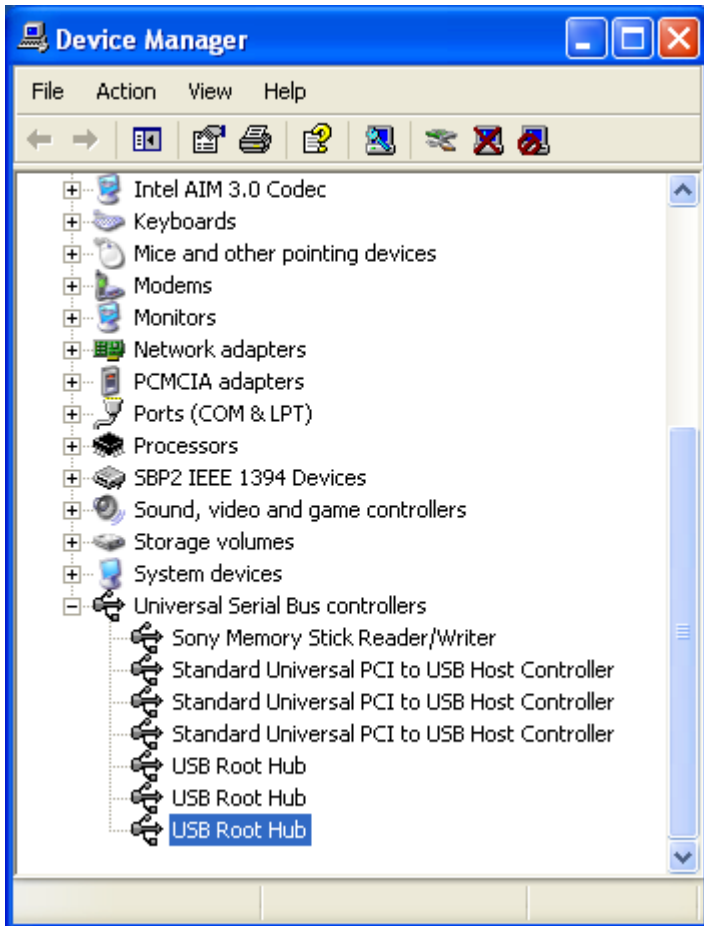 Device Manager
File Action View Help
Intel AIM 3.0 Codec
Keyboards
Mice and other pointing devices
Modems
Monitors
Network adapters
PCMCIA adapters
Ports (COM & LPT)
Processors
SBP2 IEEE 1394 Devices
Sound, video and game controllers
Storage volumes
System devices
Universal Serial Bus controllers
Sony Memory Stick Reader/Writer
Standard Universal PCI to USB Host Controller
Standard Universal PCI to USB Host Controller
Standard Universal PCI to USB Host Controller
USB Root Hub
USB Root Hub
USB Root Hub